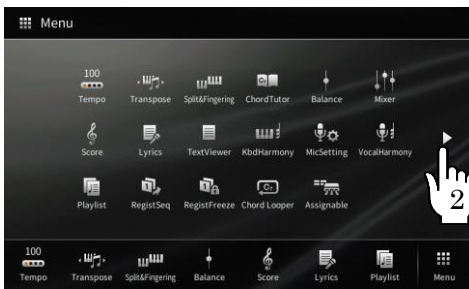 Menu
100
Tempo Transpose Split&Fingering ChordTutor Balance Mixer
Score Lyrics TextViewer KbdHarmony MicSetting VocalHarmony
Playlist RegistSeq RegistFreeze Chord Looper Assignable
2
100
Tempo Transpose Split&Fingering Balance Score Lyrics Playlist Menu